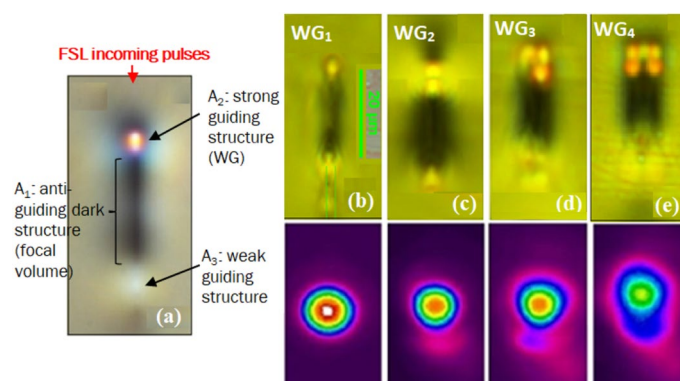 FSL incoming pulses
A₂: strong
guiding
structure
(WG)
A₁: anti-
guiding dark
structure
(focal
volume)
A₃: weak
guiding
structure
(a)
WG₁
WG₂
WG₃
WG₄
(b)
(c)
(d)
(e)